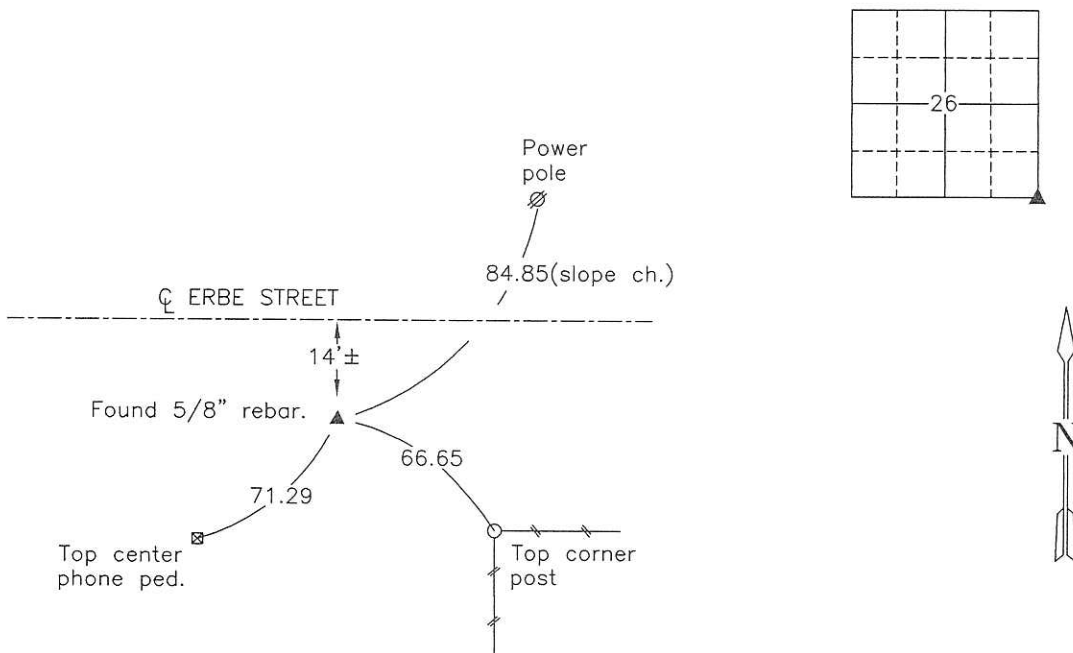 26
Power
pole
84.85(slope ch.)
℄ ERBE STREET
14'±
Found 5/8" rebar.
66.65
71.29
N
Top center
phone ped.
Top corner
post